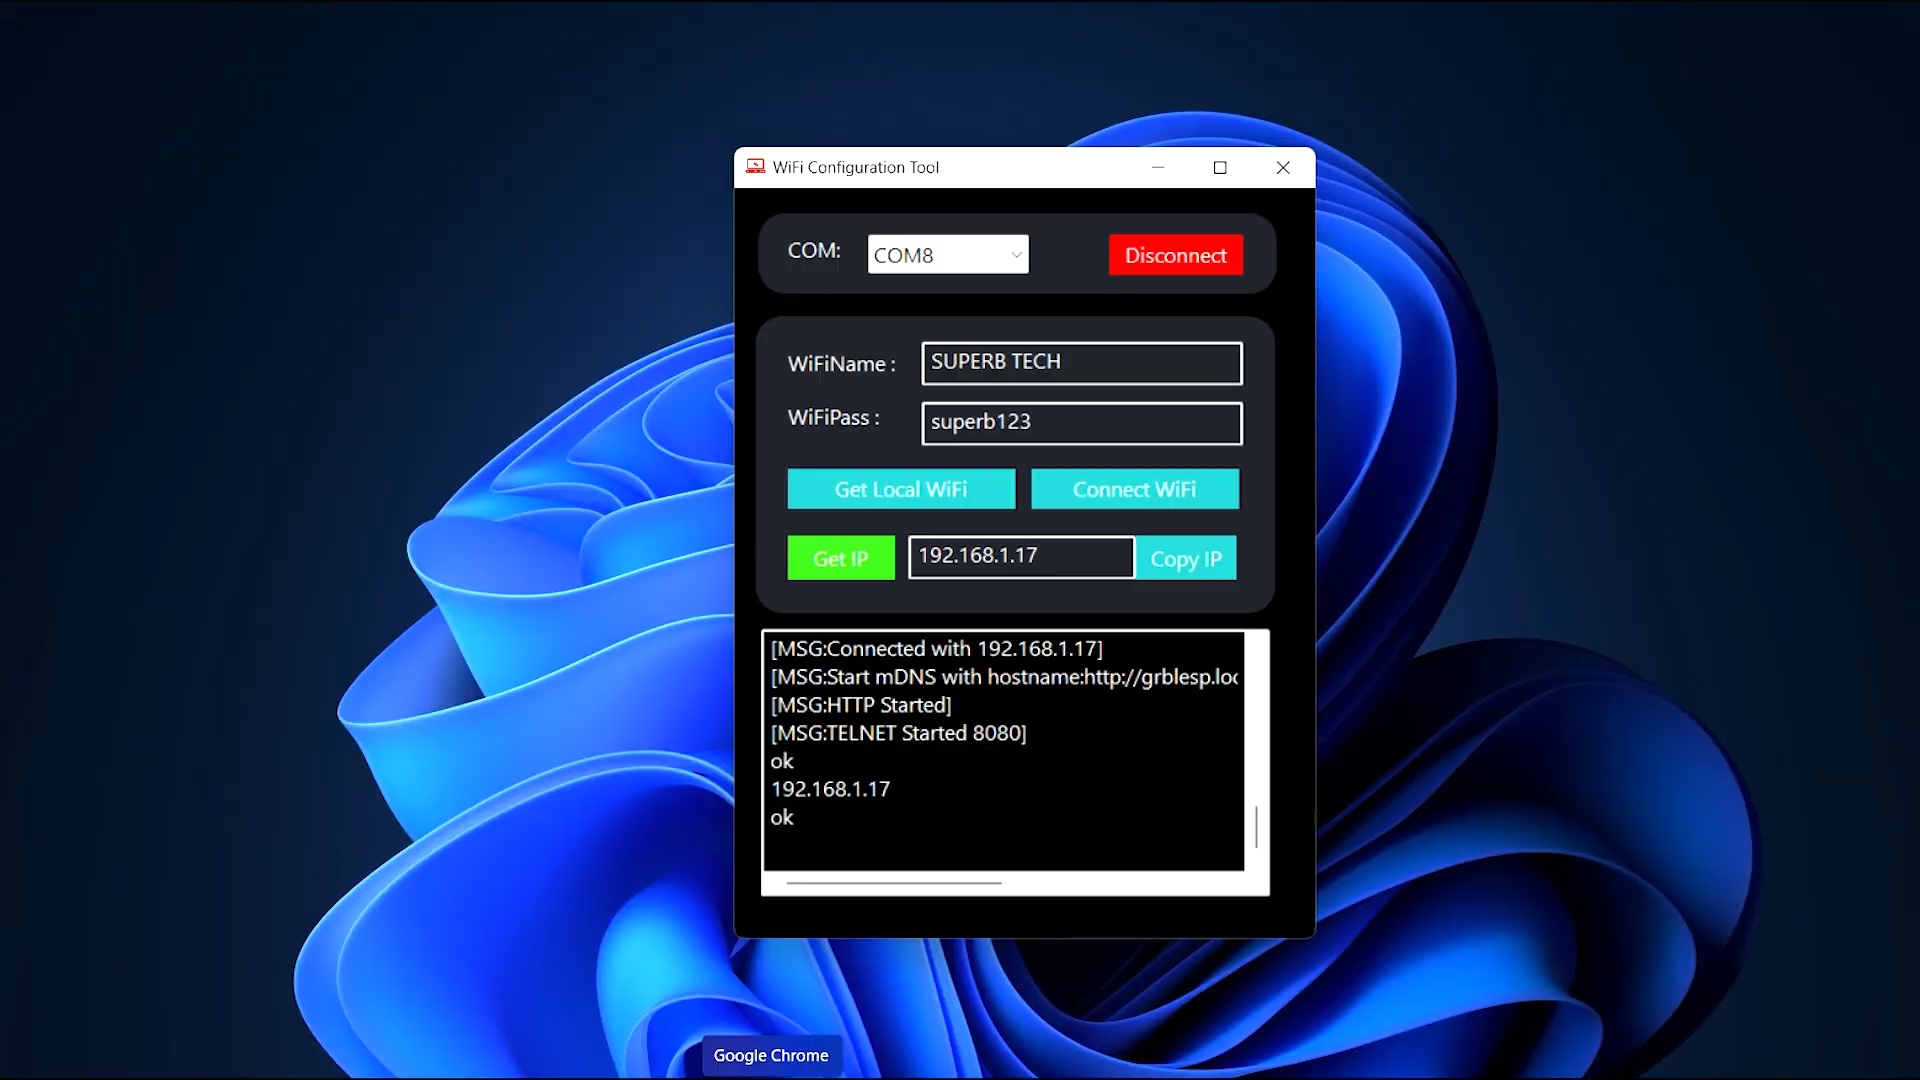 WiFi Configuration Tool
COM: COM8 Disconnect
WiFiName : SUPERB TECH
WiFiPass : superb123
Get Local WiFi Connect WiFi
Get IP 192.168.1.17 Copy IP
[MSG:Connected with 192.168.1.17]
[MSG:Start mDNS with hostname:http://grblesp.loc
[MSG:HTTP Started]
[MSG:TELNET Started 8080]
ok
192.168.1.17
ok
Google Chrome